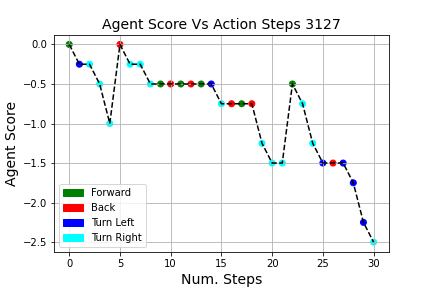 Agent Score Vs Action Steps 3127
Agent Score
0.0
−0.5
−1.0
−1.5
−2.0
−2.5
Forward
Back
Turn Left
Turn Right
0 5 10 15 20 25 30
Num. Steps